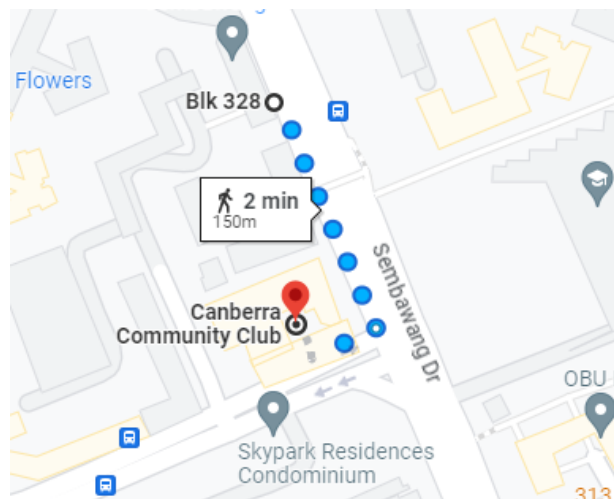 Flowers
Blk 328
2 min
150m
Sembawang Dr
Canberra
Community Club
OBU
Skypark Residences
Condominium
313